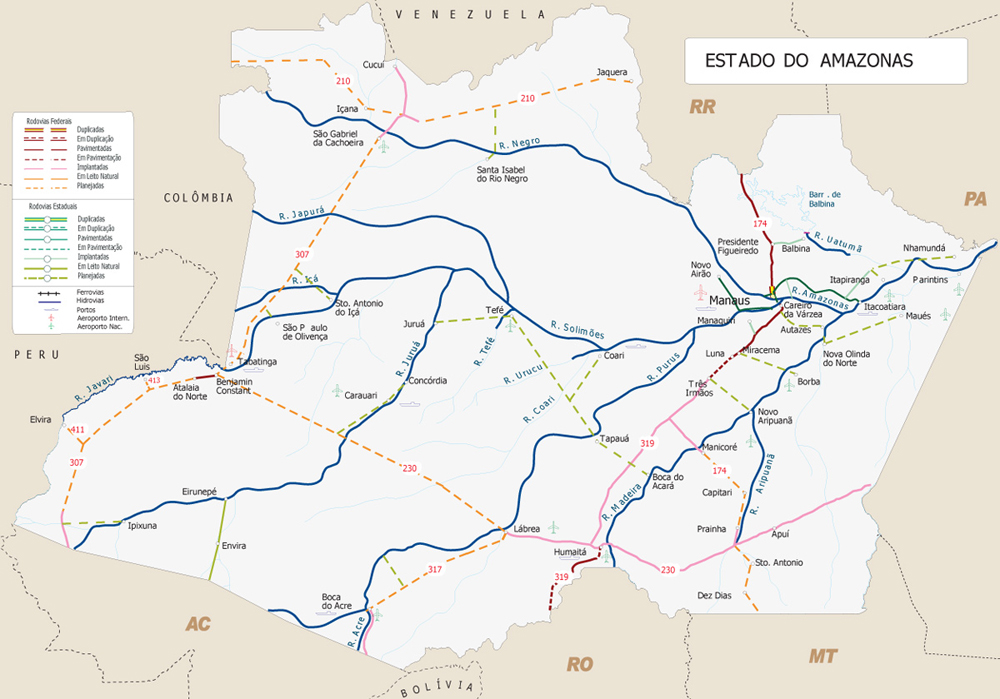 VENEZUELA
ESTADO DO AMAZONAS
Cucuí
Jaquera
210
210
Içana
RR
Rodovias Federais
Duplicadas
Em Duplicação
Pavimentadas
Em Pavimentação
Implantadas
Em Leito Natural
Planejadas
São Gabriel
da Cachoeira
R. Negro
Santa Isabel
do Rio Negro
COLÔMBIA
Barr . de
Balbina
PA
Rodovias Estaduais
Duplicadas
Em Duplicação
Pavimentadas
Em Pavimentação
Implantadas
Em Leito Natural
Planejadas
R. Japurá
174
Presidente
Figueiredo
Balbina
R. Uatumã
Nhamundá
307
Novo
Airão
Itapiranga
Parintins
R. Içá
Ferrovias
Hidrovias
Portos
Aeroporto Intern.
Aeroporto Nac.
Sto. Antonio
do Içá
Manaus
R. Amazonas
Careiro
da Várzea
Itacoatiara
Maués
Tefé
Manaquiri
Autazes
São P aulo
de Olivença
Juruá
R. Solimões
R. Tefé
Coari
Luna
Miracema
Nova Olinda
do Norte
PERU
São
Luis
Tabatinga
R. Juruá
R. Urucu
R. Purus
R. Javari
413
Atalaia
do Norte
Benjamin
Constant
Concórdia
Carauari
Três
Irmãos
Borba
R. Coari
Novo
Aripuanã
Elvira
411
Tapauá
319
Manicoré
307
230
174
Boca do
Acará
Capitari
R. Aripuanã
Eirunepé
R. Madeira
Ipixuna
Lábrea
Prainha
Apuí
Envira
Humaitá
317
319
230
Sto. Antonio
Boca
do Acre
Dez Dias
R. Acre
AC
RO
MT
BOLÍVIA